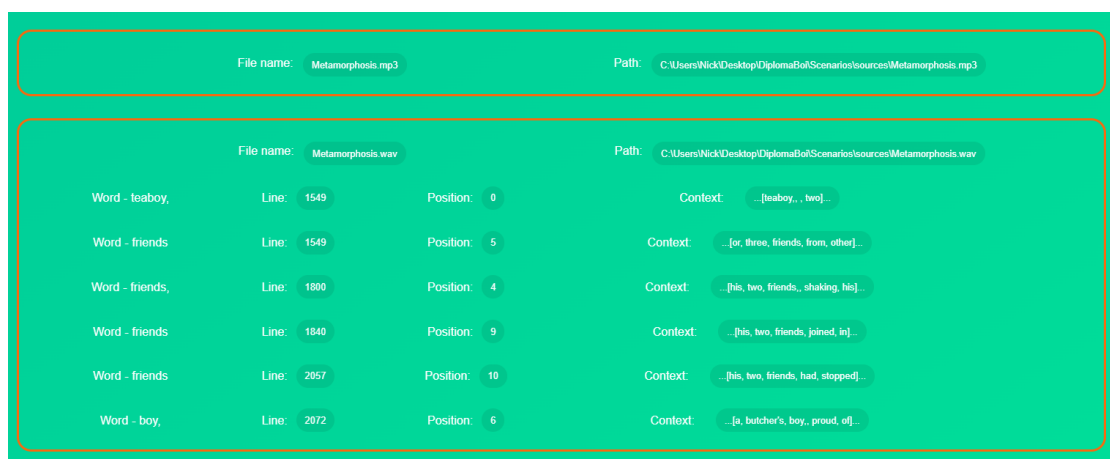 File name: Metamorphosis.mp3 Path: C:\Users\Nick\Desktop\DiplomaBoi\Scenarios\sources\Metamorphosis.mp3
File name: Metamorphosis.wav Path: C:\Users\Nick\Desktop\DiplomaBoi\Scenarios\sources\Metamorphosis.wav
Word - teaboy, Line: 1549 Position: 0 Context: ...[teaboy,, , two]...
Word - friends Line: 1549 Position: 5 Context: ...[or, three, friends, from, other]...
Word - friends, Line: 1800 Position: 4 Context: ...[his, two, friends,, shaking, his]...
Word - friends Line: 1840 Position: 9 Context: ...[his, two, friends, joined, in]...
Word - friends Line: 2057 Position: 10 Context: ...[his, two, friends, had, stopped]...
Word - boy, Line: 2072 Position: 6 Context: ...[a, butcher's, boy,, proud, of]...